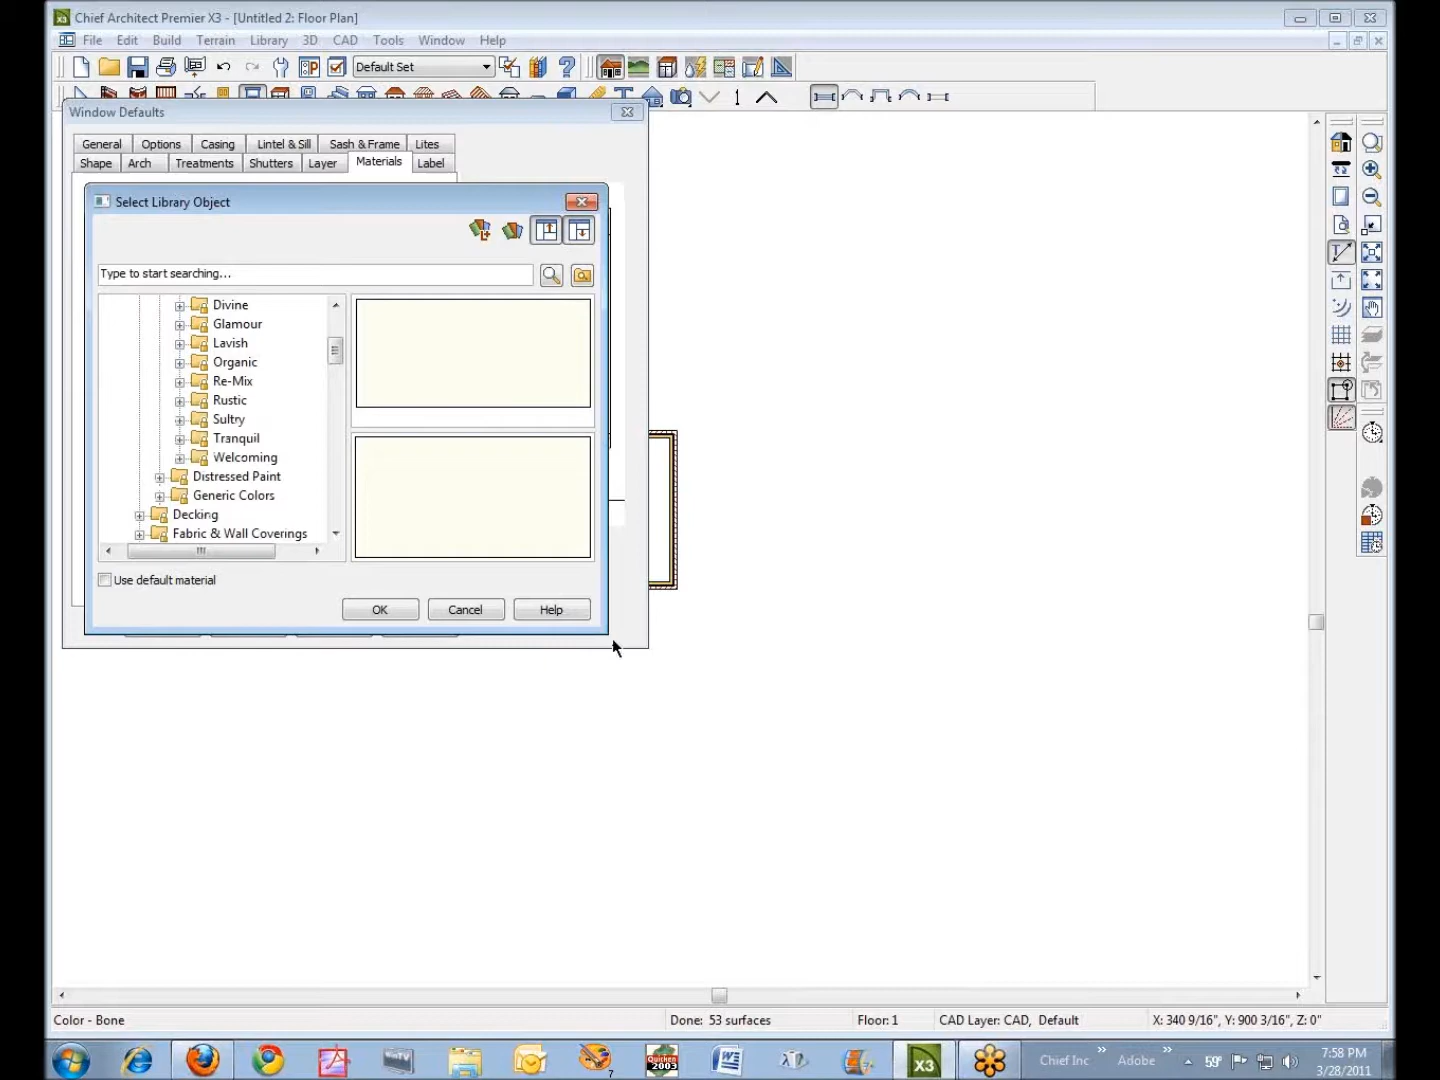 Chief Architect Premier X3 - [Untitled 2: Floor Plan]
File Edit Build Terrain Library 3D CAD Tools Window Help
Default Set
Window Defaults
General Options Casing Lintel & Sill Sash & Frame Lites
Shape Arch Treatments Shutters Layer Materials Label
Select Library Object
Type to start searching...
Divine
Glamour
Lavish
Organic
Re-Mix
Rustic
Sultry
Tranquil
Welcoming
Distressed Paint
Generic Colors
Decking
Fabric & Wall Coverings
Use default material
OK Cancel Help
Color - Bone Done: 53 surfaces Floor: 1 CAD Layer: CAD, Default X: 340 9/16", Y: 900 3/16", Z: 0"
Chief Inc » Adobe » 59° 7:58 PM
3/28/2011
Quicken
2003
X3